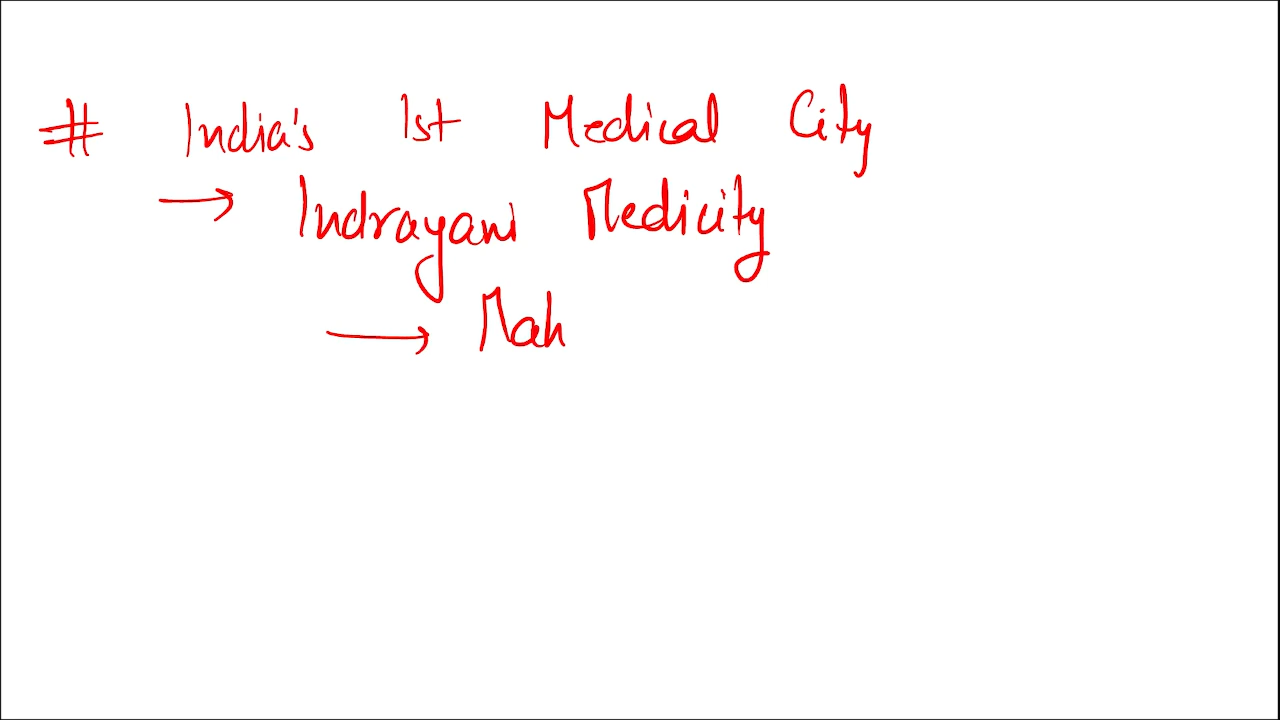 # India's 1st Medical City
→ Indrayani Medicity
→ Mah